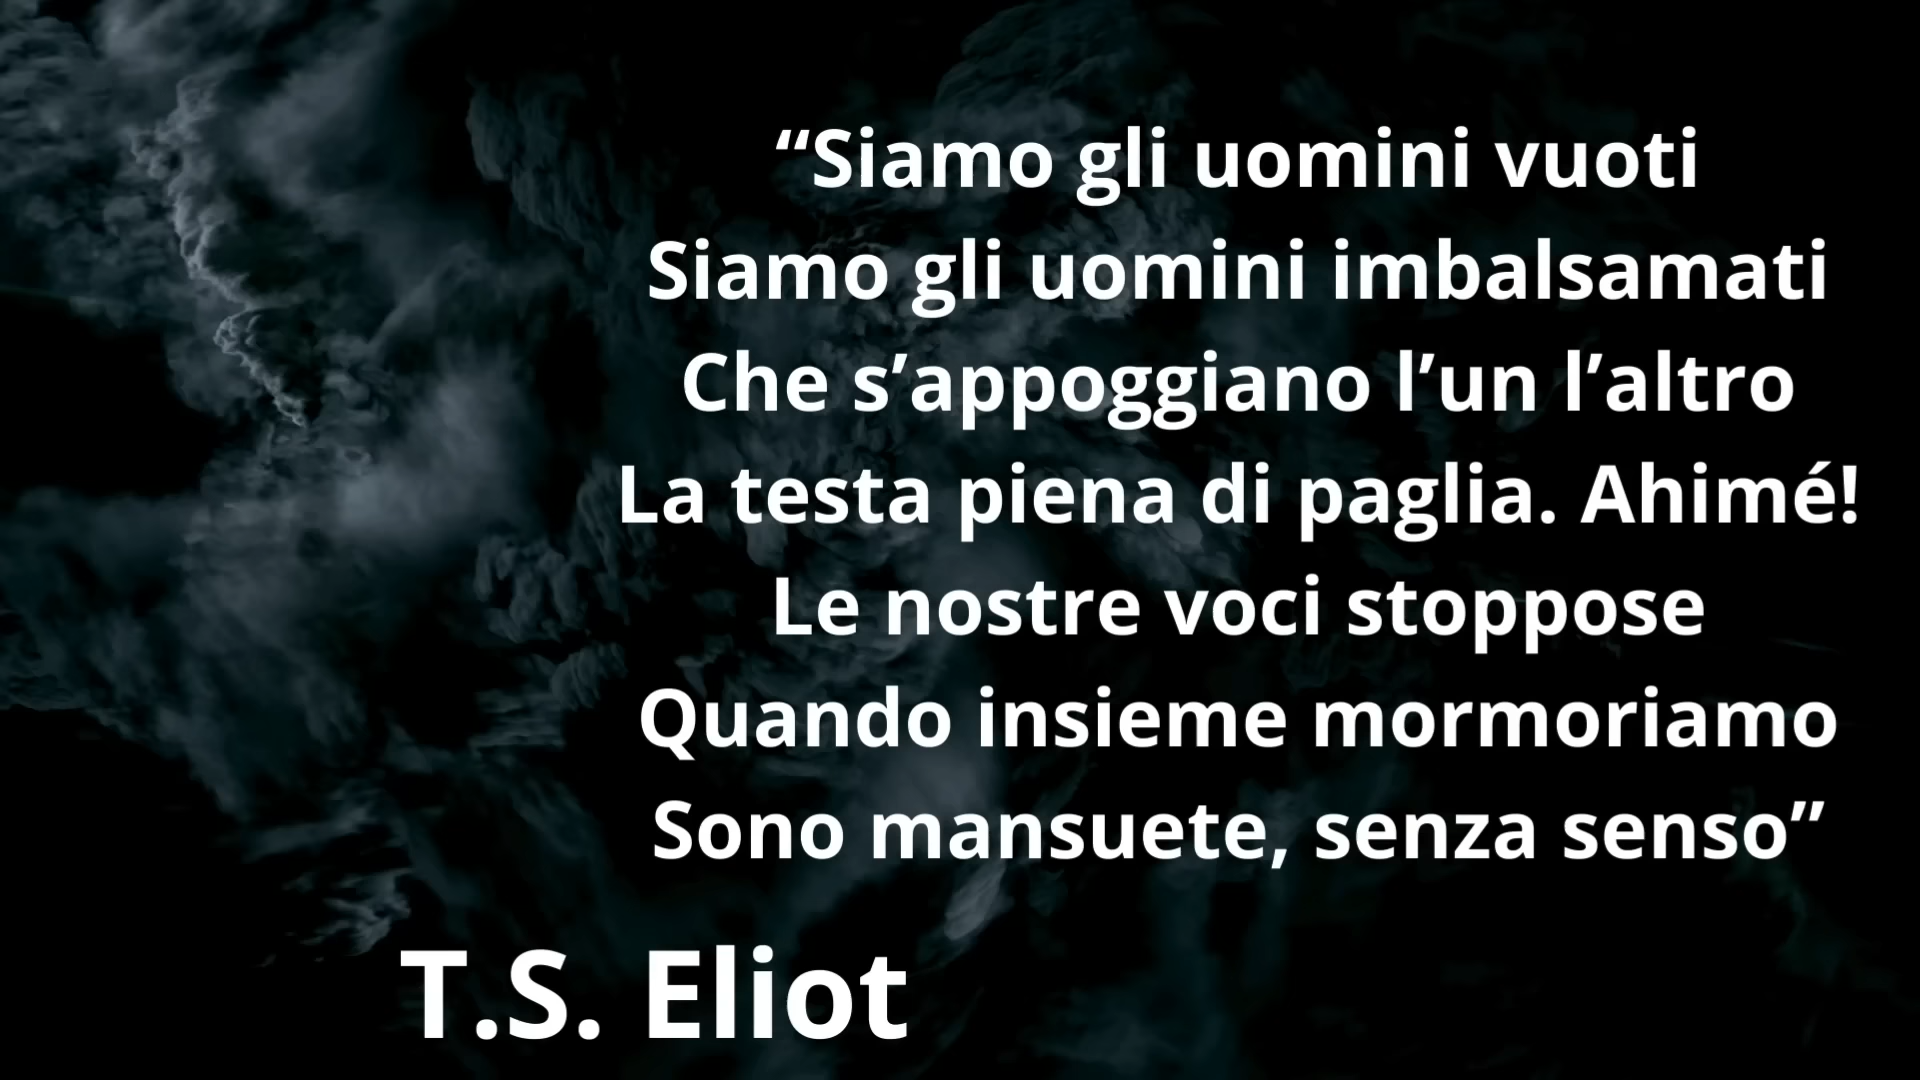 “Siamo gli uomini vuoti
Siamo gli uomini imbalsamati
Che s’appoggiano l’un l’altro
La testa piena di paglia. Ahimé!
Le nostre voci stoppose
Quando insieme mormoriamo
Sono mansuete, senza senso”
T.S. Eliot